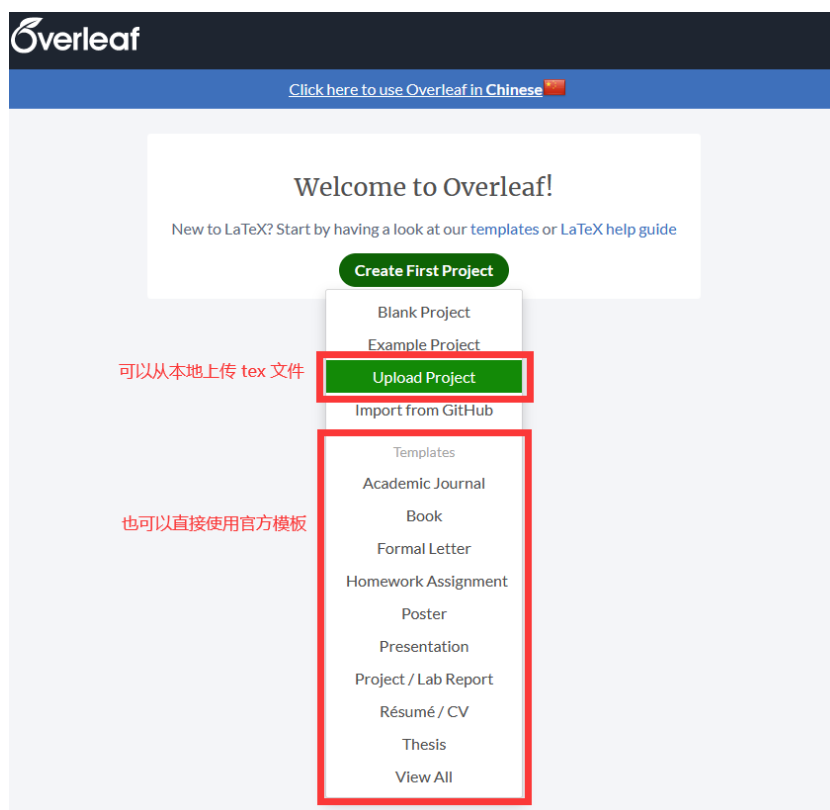 Overleaf
Click here to use Overleaf in Chinese
Welcome to Overleaf!
New to LaTeX? Start by having a look at our templates or LaTeX help guide
Create First Project
Blank Project
Example Project
可以从本地上传 tex 文件
Upload Project
Import from GitHub
Templates
Academic Journal
也可以直接使用官方模板
Book
Formal Letter
Homework Assignment
Poster
Presentation
Project / Lab Report
Résumé / CV
Thesis
View All